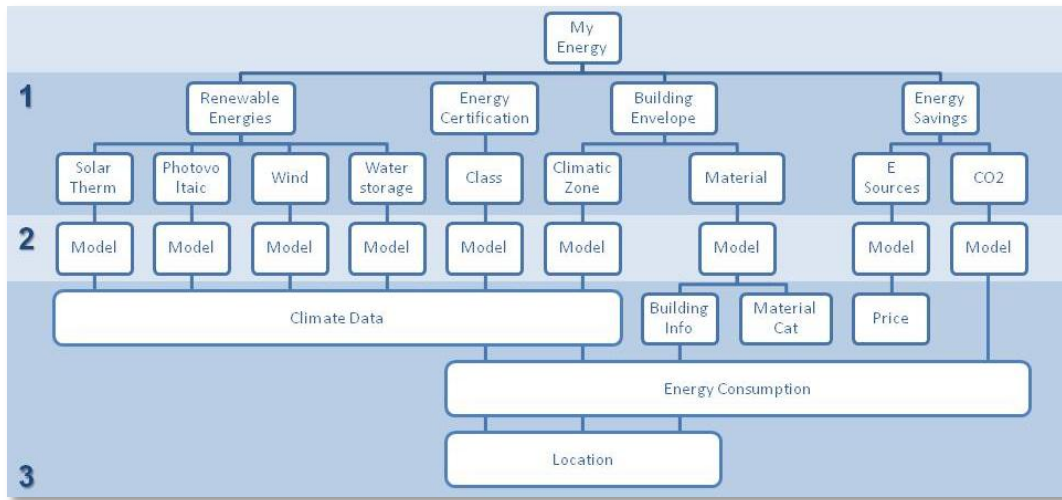 My
Energy
1
Renewable
Energies
Energy
Certification
Building
Envelope
Energy
Savings
Solar
Therm
Photovo
ltaic
Wind
Water
storage
Class
Climatic
Zone
Material
E
Sources
CO2
2
Model
Model
Model
Model
Model
Model
Model
Model
Model
Climate Data
Building
Info
Material
Cat
Price
Energy Consumption
Location
3